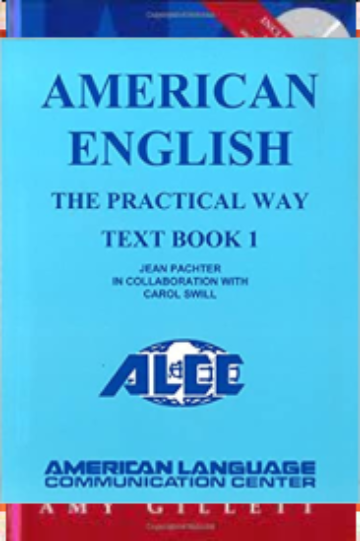 AMERICAN
ENGLISH
THE PRACTICAL WAY
TEXT BOOK 1
JEAN PACHTER
IN COLLABORATION WITH
CAROL SWILL
ALCC
AMERICAN LANGUAGE
COMMUNICATION CENTER
AMY GILLETT